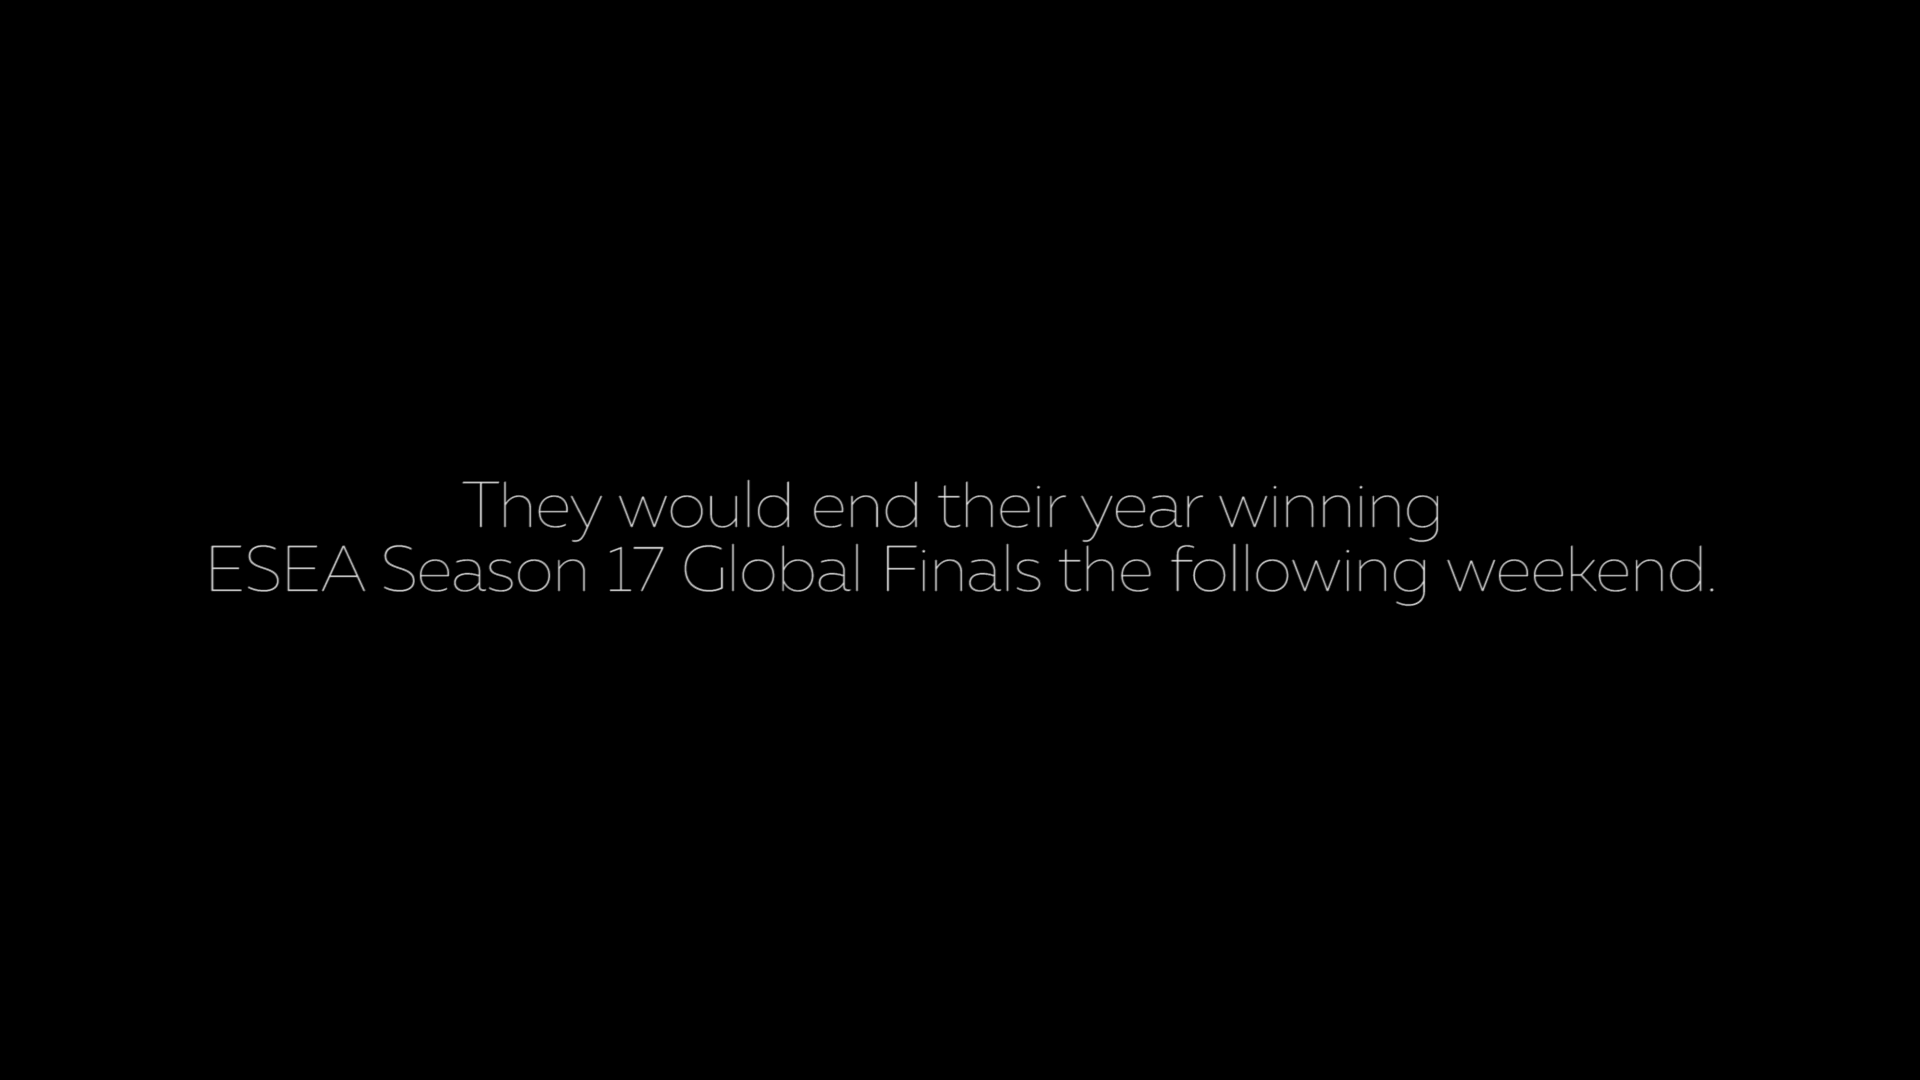 They would end their year winning
ESEA Season 17 Global Finals the following weekend.